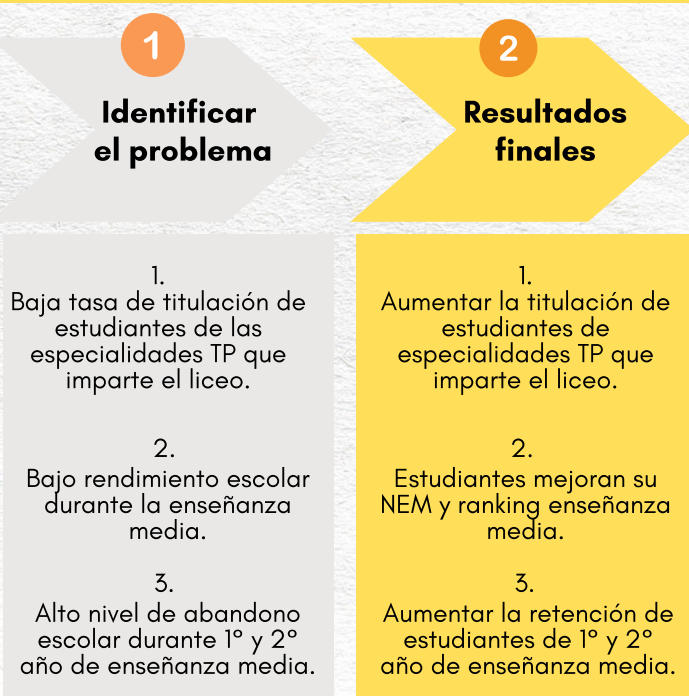 1
Identificar
el problema
1.
Baja tasa de titulación de
estudiantes de las
especialidades TP que
imparte el liceo.
2.
Bajo rendimiento escolar
durante la enseñanza
media.
3.
Alto nivel de abandono
escolar durante 1° y 2°
año de enseñanza media.
2
Resultados
finales
1.
Aumentar la titulación de
estudiantes de
especialidades TP que
imparte el liceo.
2.
Estudiantes mejoran su
NEM y ranking enseñanza
media.
3.
Aumentar la retención de
estudiantes de 1° y 2°
año de enseñanza media.